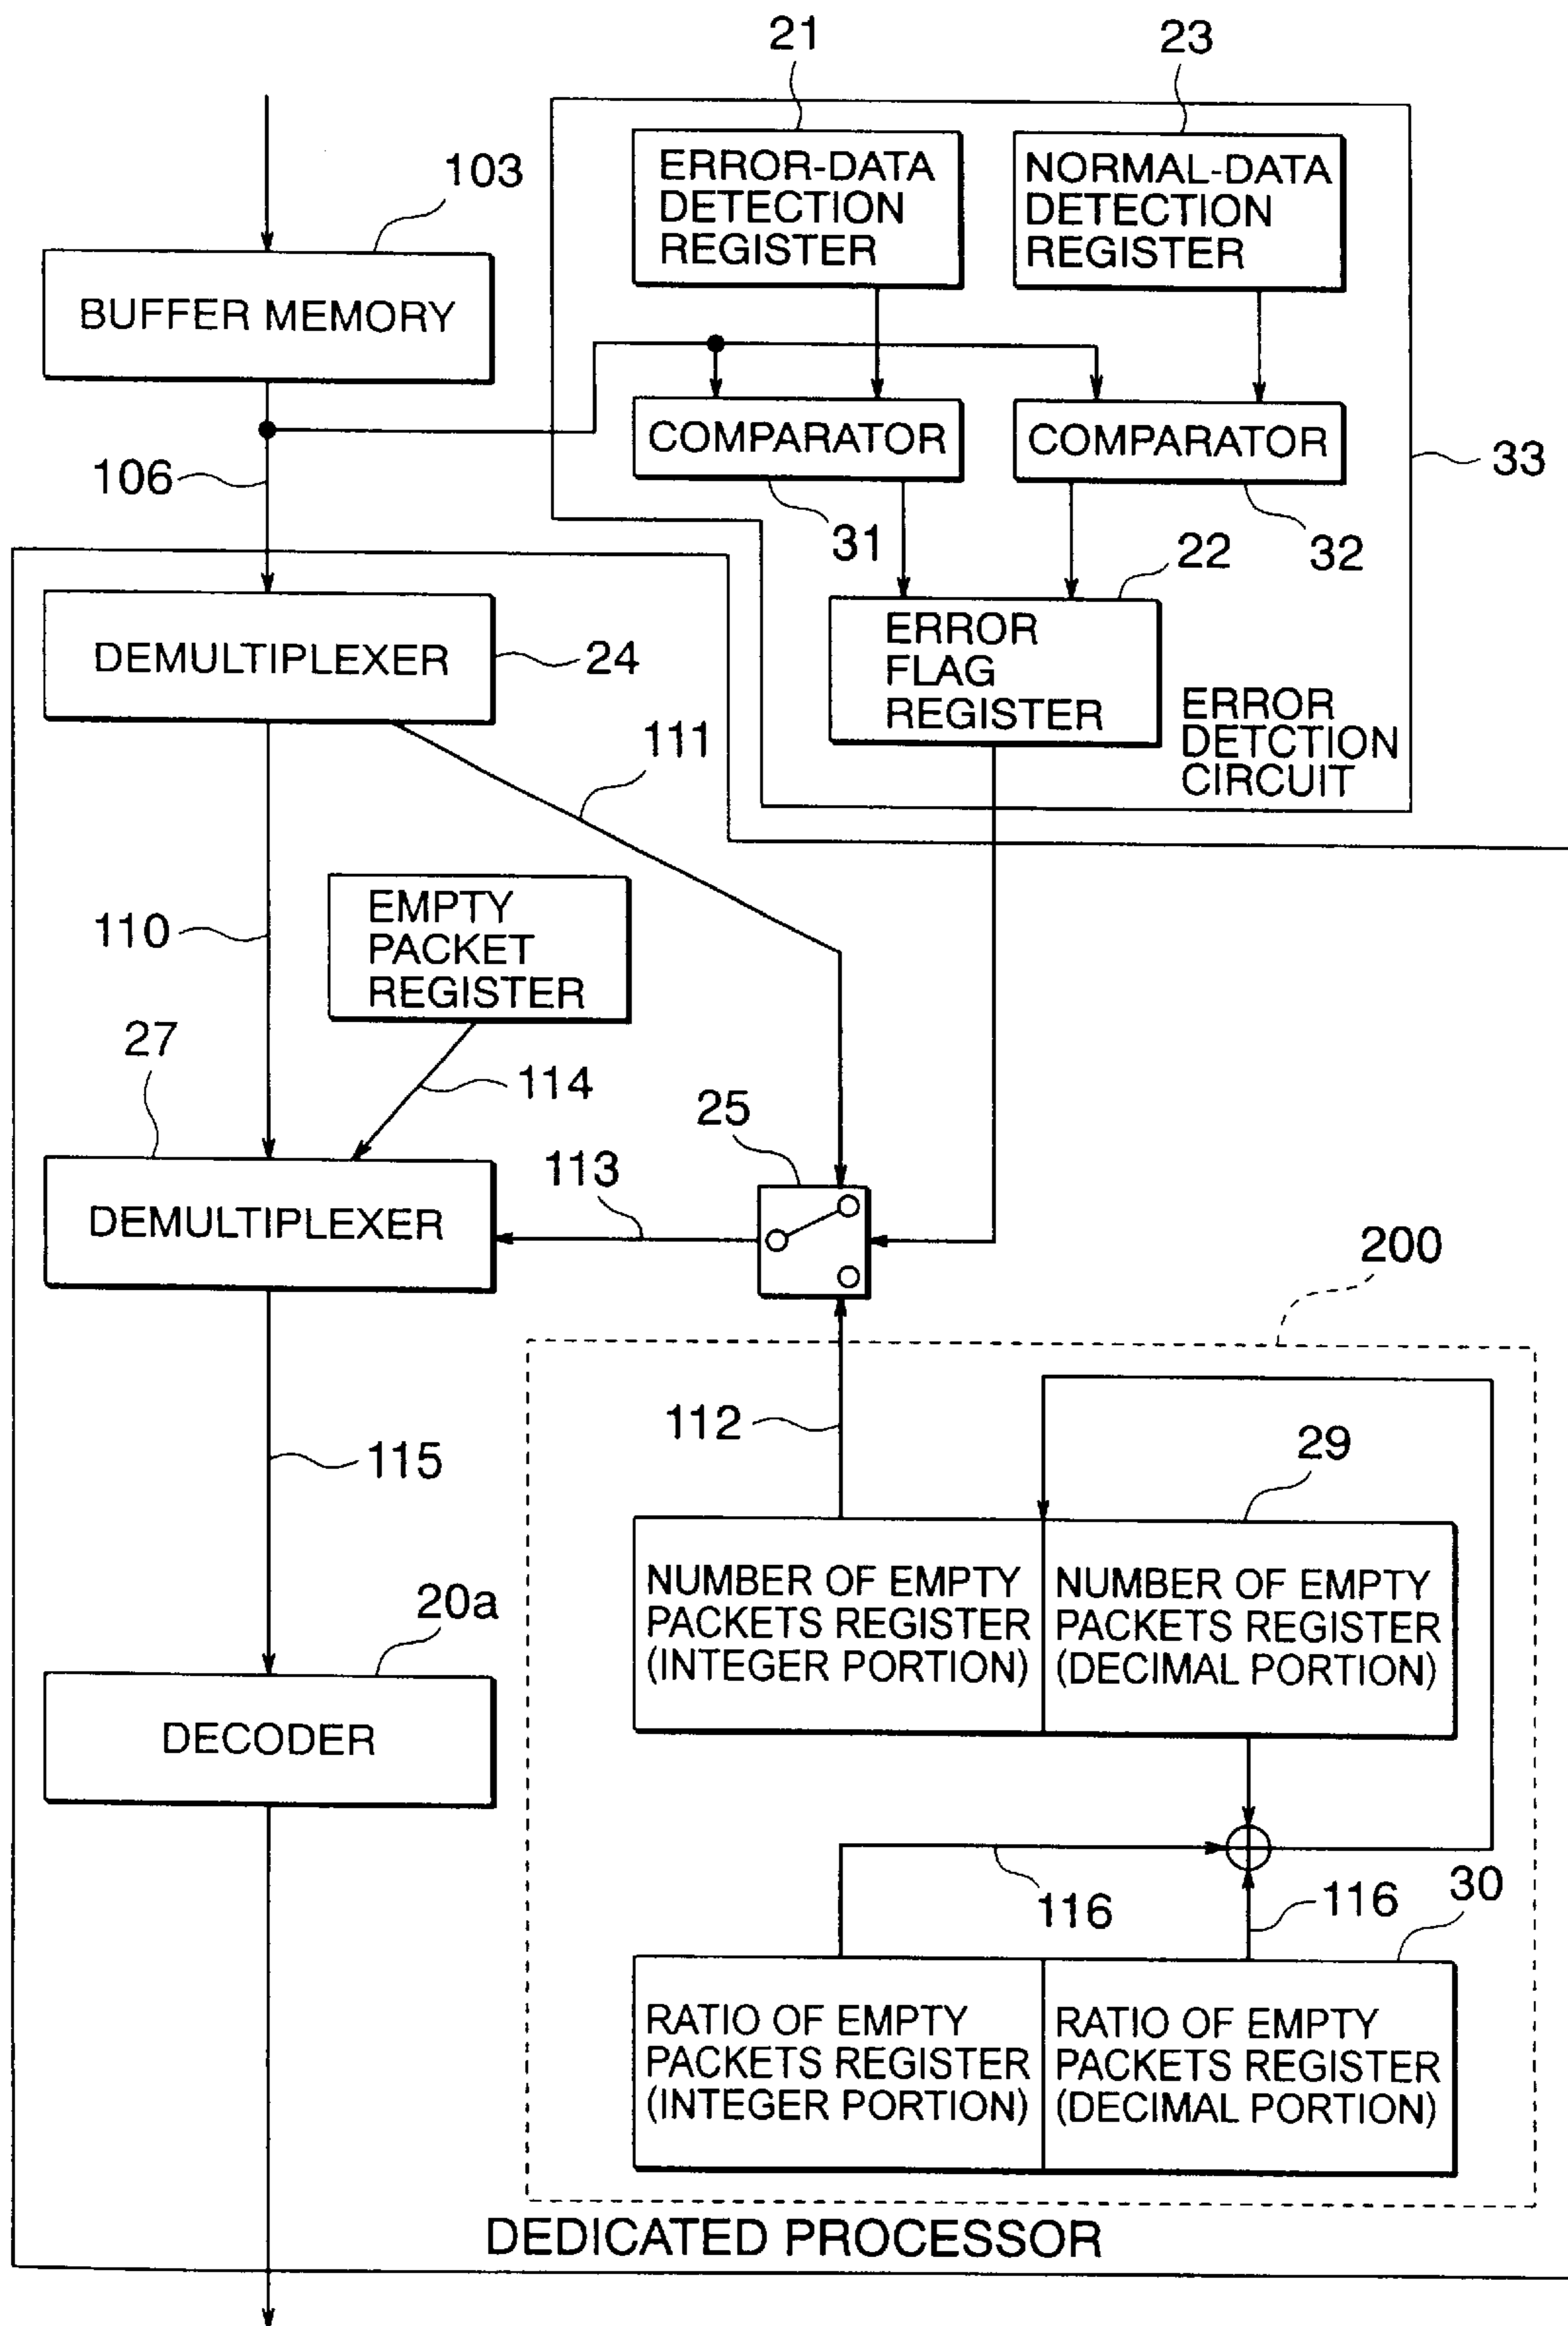 21
23
ERROR-DATA
DETECTION
REGISTER
NORMAL-DATA
DETECTION
REGISTER
103
BUFFER MEMORY
COMPARATOR
COMPARATOR
33
106
31
32
22
DEMULTIPLEXER
24
ERROR
FLAG
REGISTER
ERROR
DETCTION
CIRCUIT
111
110
EMPTY
PACKET
REGISTER
27
114
25
113
DEMULTIPLEXER
200
112
29
115
NUMBER OF EMPTY
PACKETS REGISTER
(INTEGER PORTION)
NUMBER OF EMPTY
PACKETS REGISTER
(DECIMAL PORTION)
20a
DECODER
116
116
30
RATIO OF EMPTY
PACKETS REGISTER
(INTEGER PORTION)
RATIO OF EMPTY
PACKETS REGISTER
(DECIMAL PORTION)
DEDICATED PROCESSOR